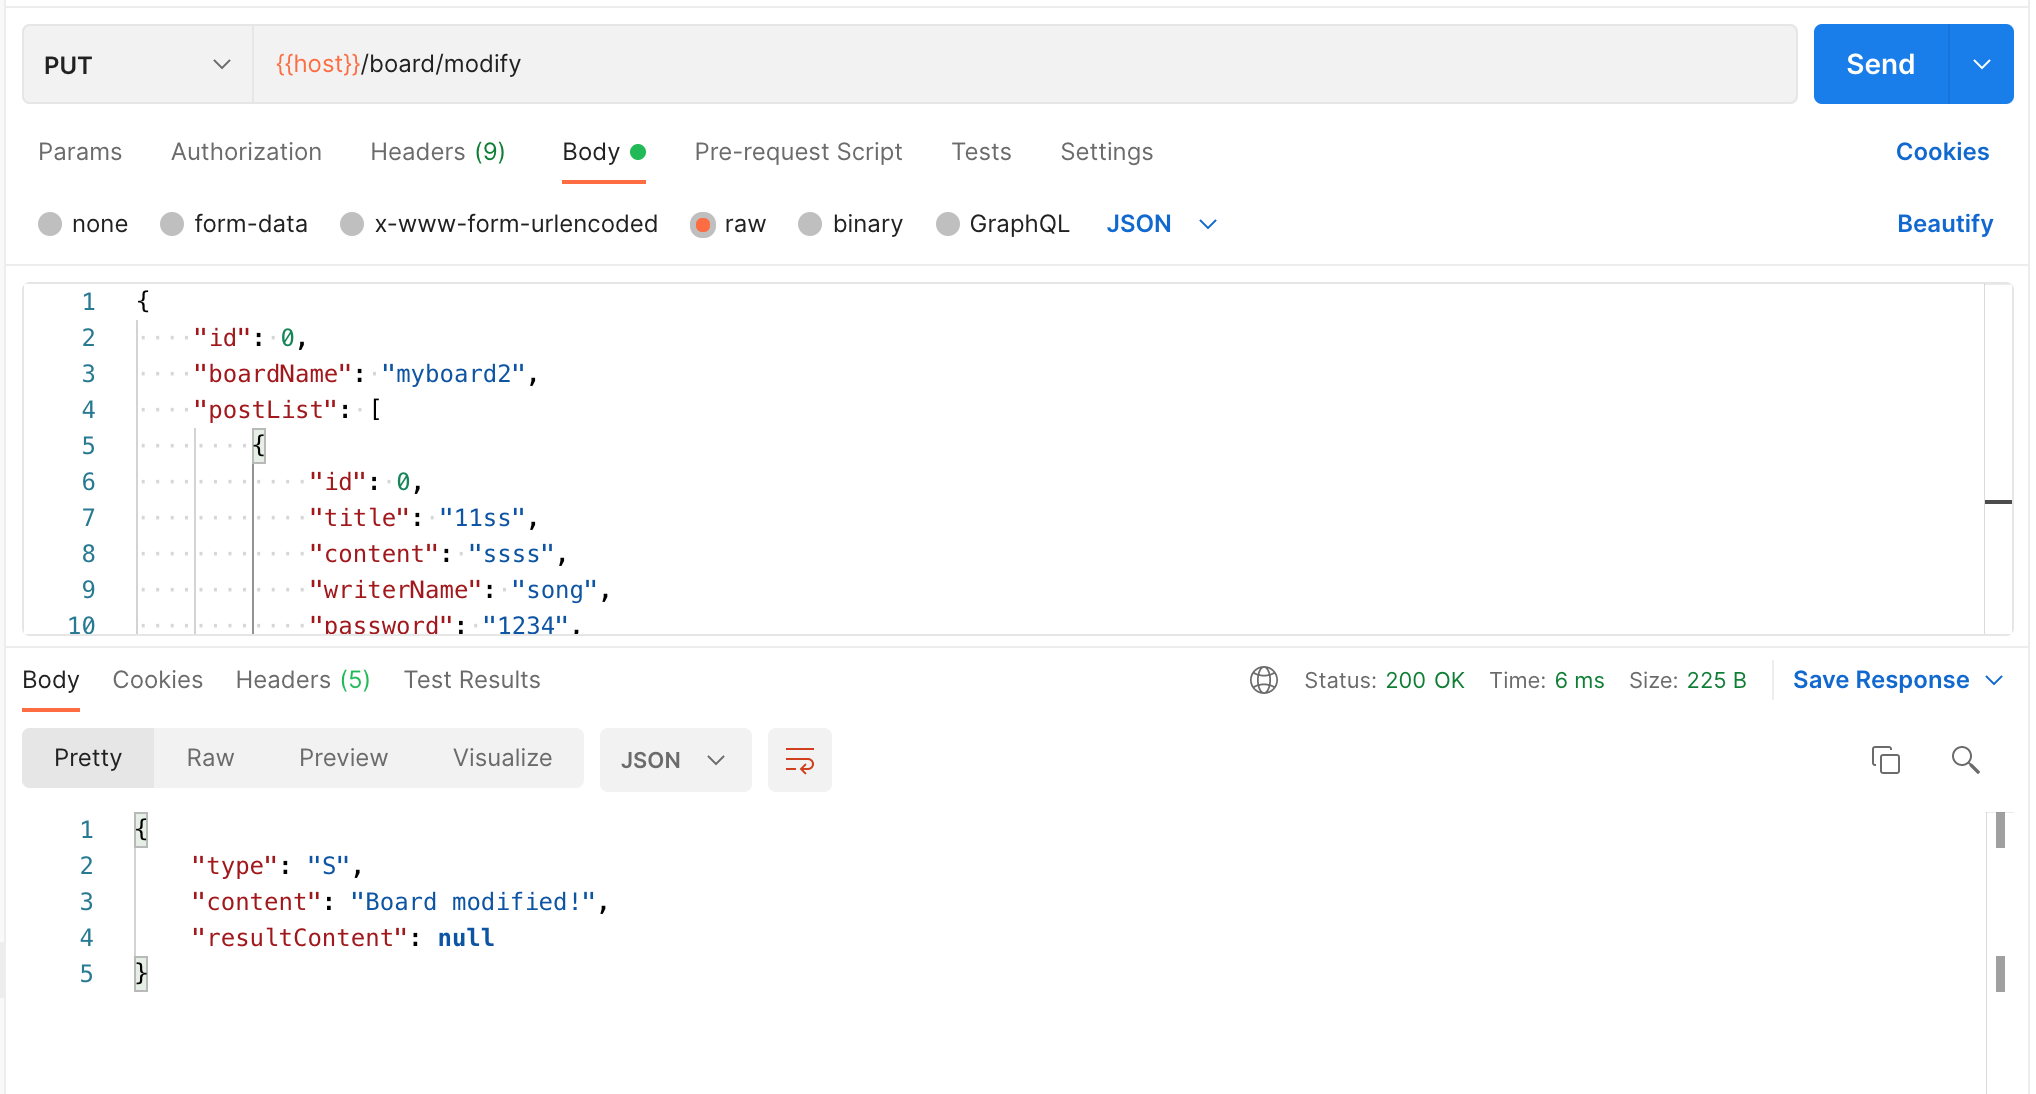 PUT {{host}}/board/modify Send
Params Authorization Headers (9) Body Pre-request Script Tests Settings Cookies
none form-data x-www-form-urlencoded raw binary GraphQL JSON Beautify
1 {
2 "id": 0,
3 "boardName": "myboard2",
4 "postList": [
5 {
6 "id": 0,
7 "title": "11ss",
8 "content": "ssss",
9 "writerName": "song",
10 "password": "1234",
Body Cookies Headers (5) Test Results Status: 200 OK Time: 6 ms Size: 225 B Save Response
Pretty Raw Preview Visualize JSON
1 {
2 "type": "S",
3 "content": "Board modified!",
4 "resultContent": null
5 }